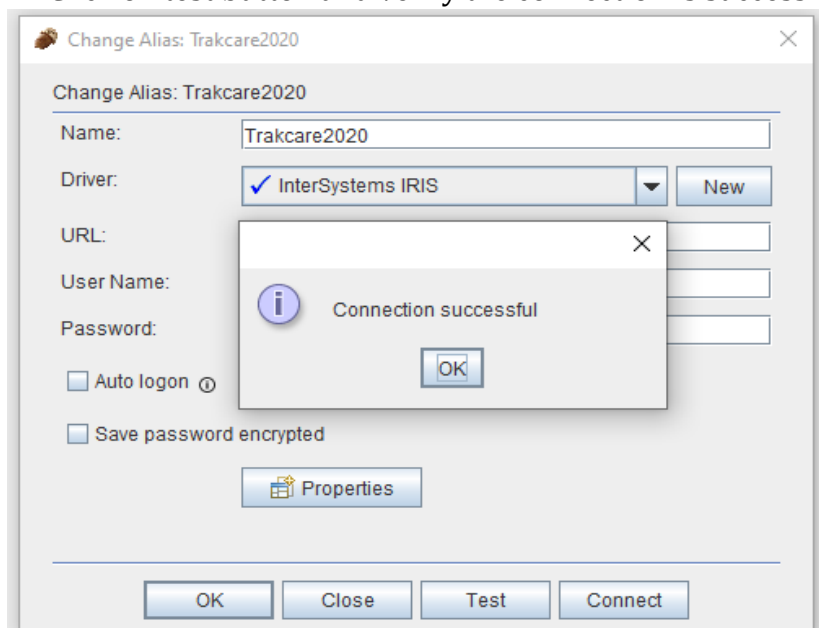 Change Alias: Trakcare2020
Change Alias: Trakcare2020
Name:
Trakcare2020
Driver:
InterSystems IRIS
New
URL:
User Name:
Connection successful
Password:
OK
Auto logon
Save password encrypted
Properties
OK
Close
Test
Connect